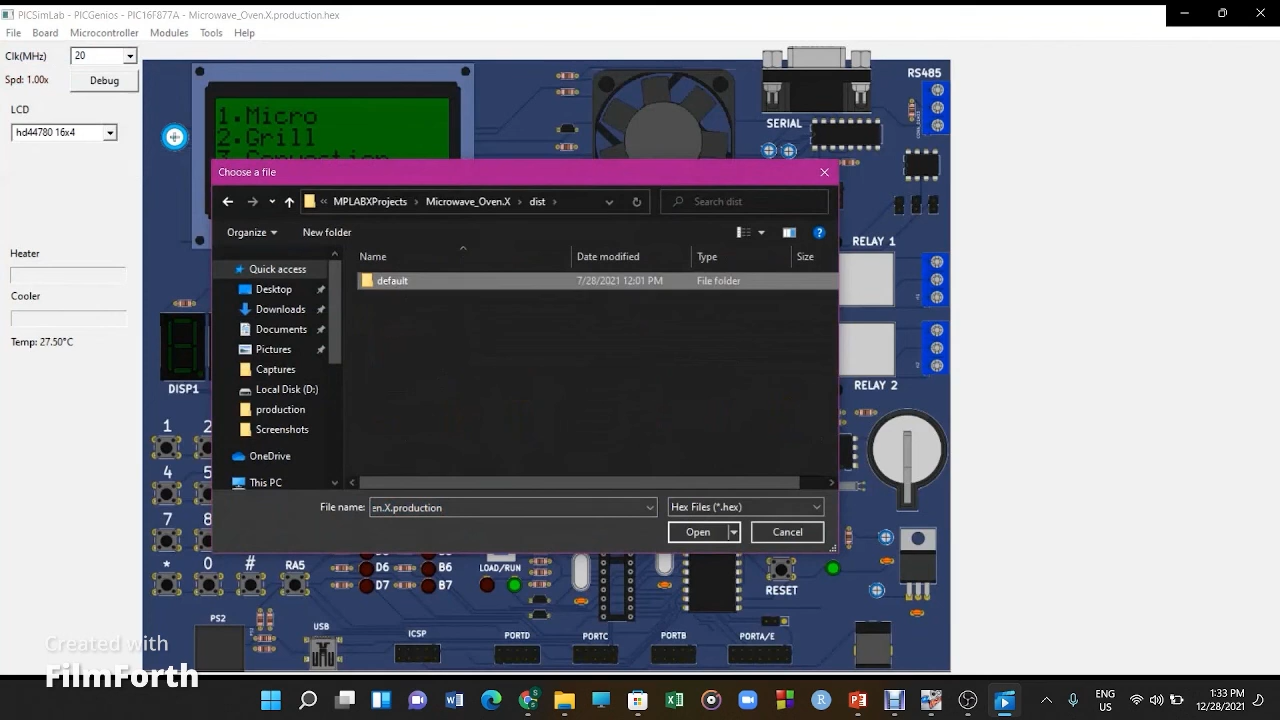 PICSimLab - PICGenios - PIC16F877A - Microwave_Oven.X.production.hex
File Board Microcontroller Modules Tools Help
Clk(MHz) 20
Spd: 1.00x Debug
LCD
hd44780 16x4
Heater
Cooler
Temp: 27.50°C
1.Micro
2.Grill
3.Convection
SERIAL
RS485
Choose a file
« MPLABXProjects › Microwave_Oven.X › dist ›
Search dist
Organize New folder
Name Date modified Type Size
default 7/28/2021 12:01 PM File folder
Quick access
Desktop
Downloads
Documents
Pictures
Captures
Local Disk (D:)
production
Screenshots
OneDrive
This PC
File name: en.X.production Hex Files (*.hex)
Open Cancel
RELAY 1
RELAY 2
DISP1
1 2
4 5
7 8
* 0 # RA5
D6 B6
D7 B7
LOAD/RUN
RESET
PS2 USB ICSP PORTD PORTC PORTB PORTA/E
Created with
FilmForth
ENG
US
1:33 PM
12/28/2021